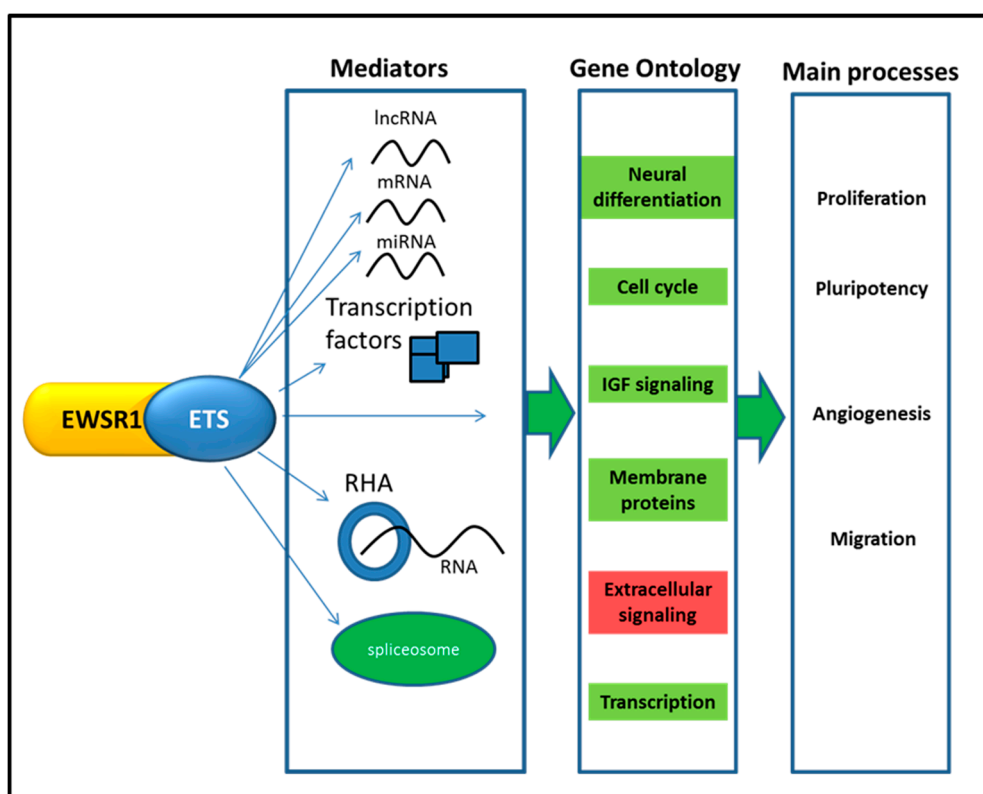 Mediators
Gene Ontology
Main processes
lncRNA
mRNA
miRNA
Transcription
factors
EWSR1
ETS
RHA
RNA
spliceosome
Neural
differentiation
Cell cycle
IGF signaling
Membrane
proteins
Extracellular
signaling
Transcription
Proliferation
Pluripotency
Angiogenesis
Migration